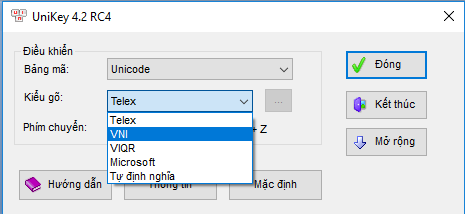 UniKey 4.2 RC4
Điều khiển
Bảng mã: Unicode
Kiểu gõ: Telex ...
Telex
VNI
VIQR
Microsoft
Tự định nghĩa
Phím chuyển: + Z
Đóng
Kết thúc
Mở rộng
Hướng dẫn
Thông tin
Mặc định